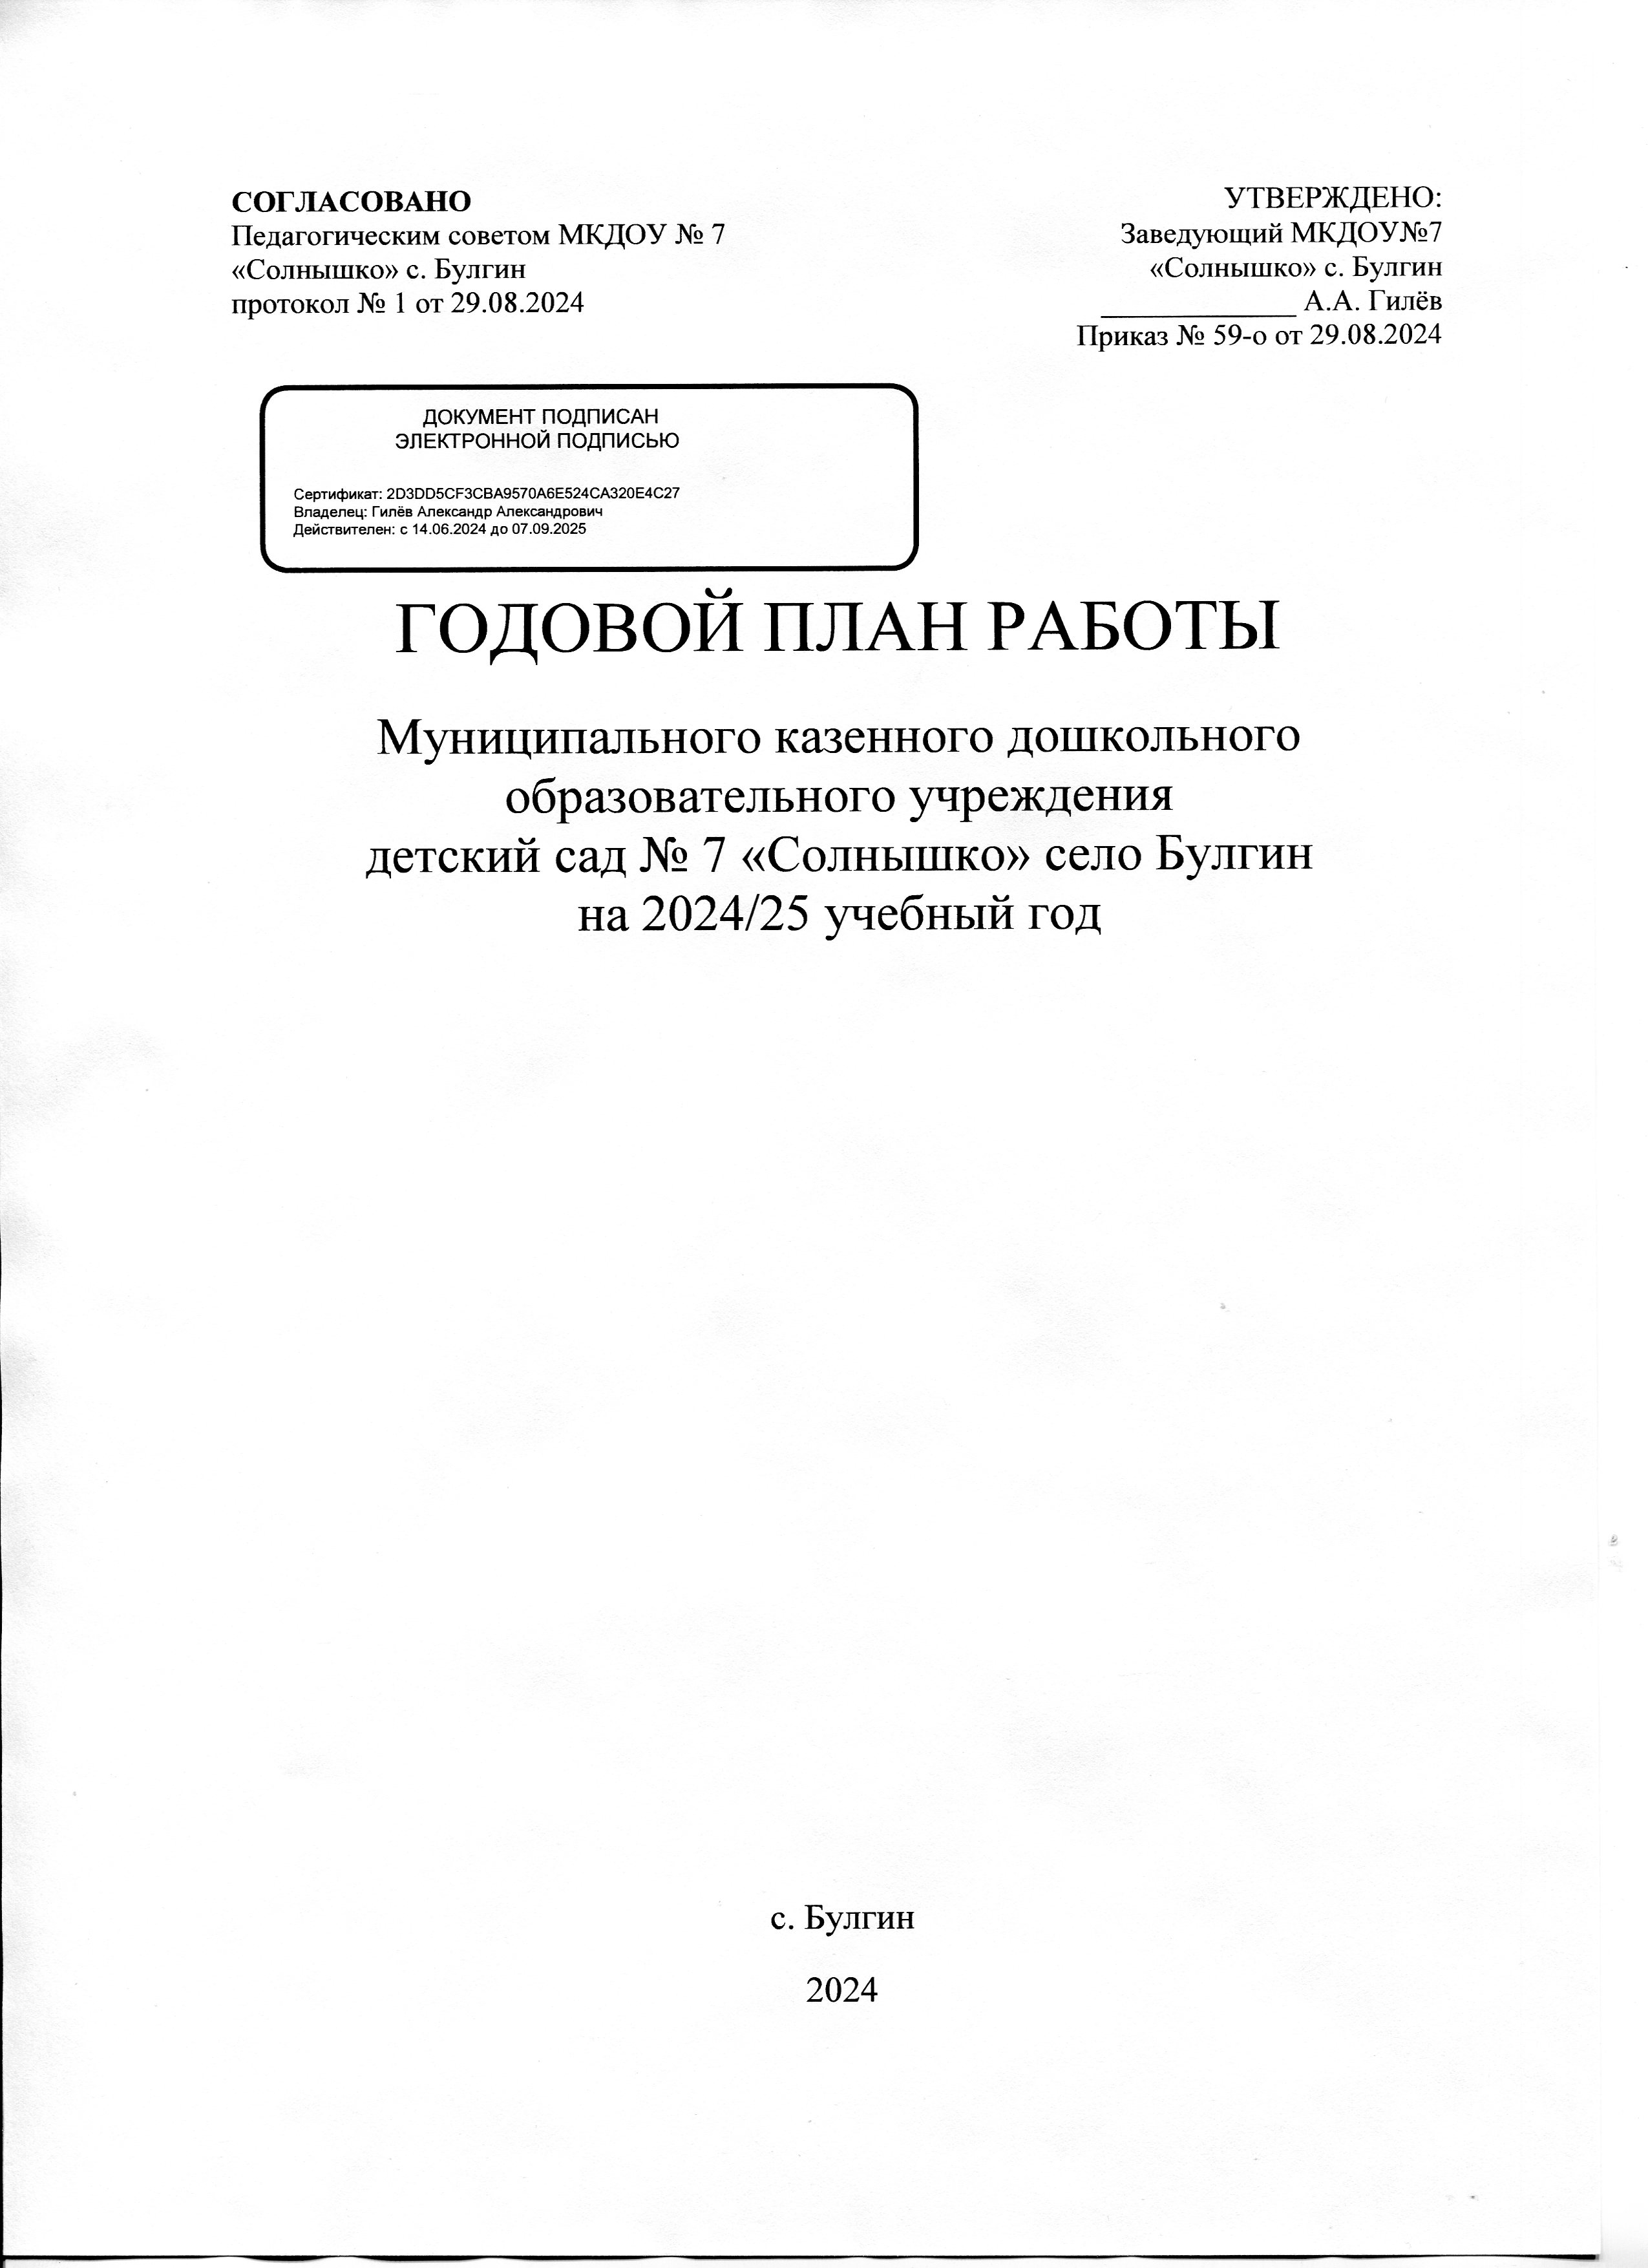 СОГЛАСОВАНО
Педагогическим советом МКДОУ № 7
«Солнышко» с. Булгин
протокол № 1 от 29.08.2024
УТВЕРЖДЕНО:
Заведующий МКДОУ№7
«Солнышко» с. Булгин
_____________ А.А. Гилёв
Приказ № 59-о от 29.08.2024
ДОКУМЕНТ ПОДПИСАН
ЭЛЕКТРОННОЙ ПОДПИСЬЮ
Сертификат: 2D3DD5CF3CBA9570A6E524CA320E4C27
Владелец: Гилёв Александр Александрович
Действителен: с 14.06.2024 до 07.09.2025
ГОДОВОЙ ПЛАН РАБОТЫ
Муниципального казенного дошкольного
образовательного учреждения
детский сад № 7 «Солнышко» село Булгин
на 2024/25 учебный год
с. Булгин
2024